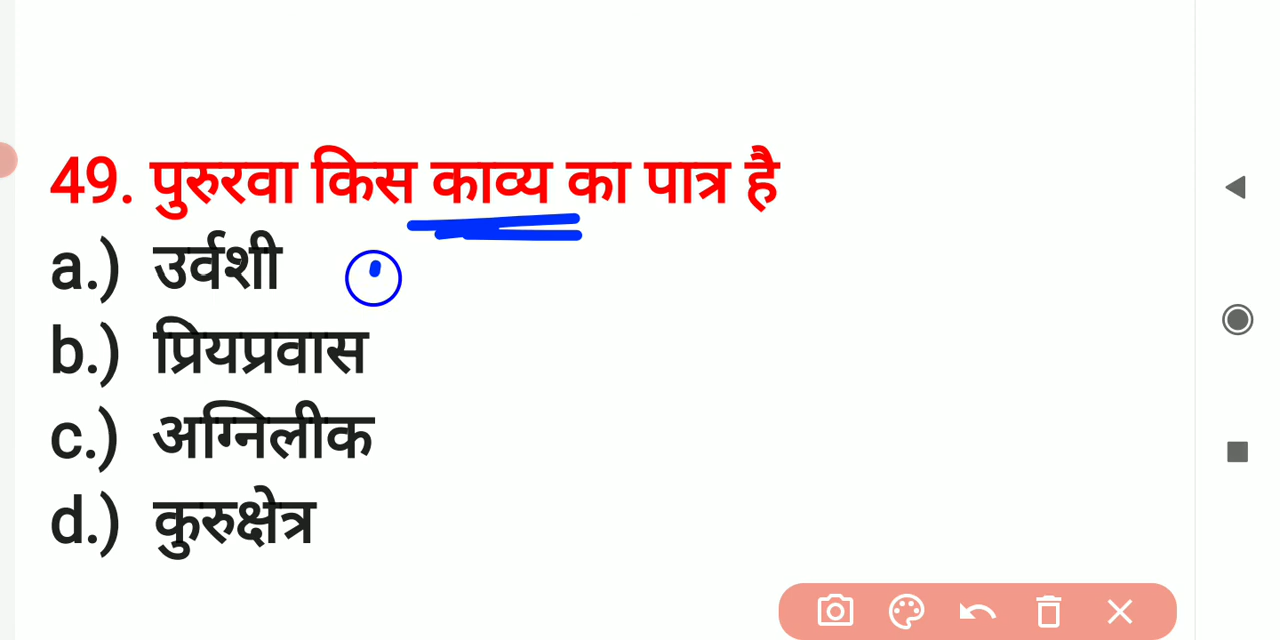 49. पुरुरवा किस काव्य का पात्र है
a.) उर्वशी
b.) प्रियप्रवास
c.) अग्निलीक
d.) कुरुक्षेत्र